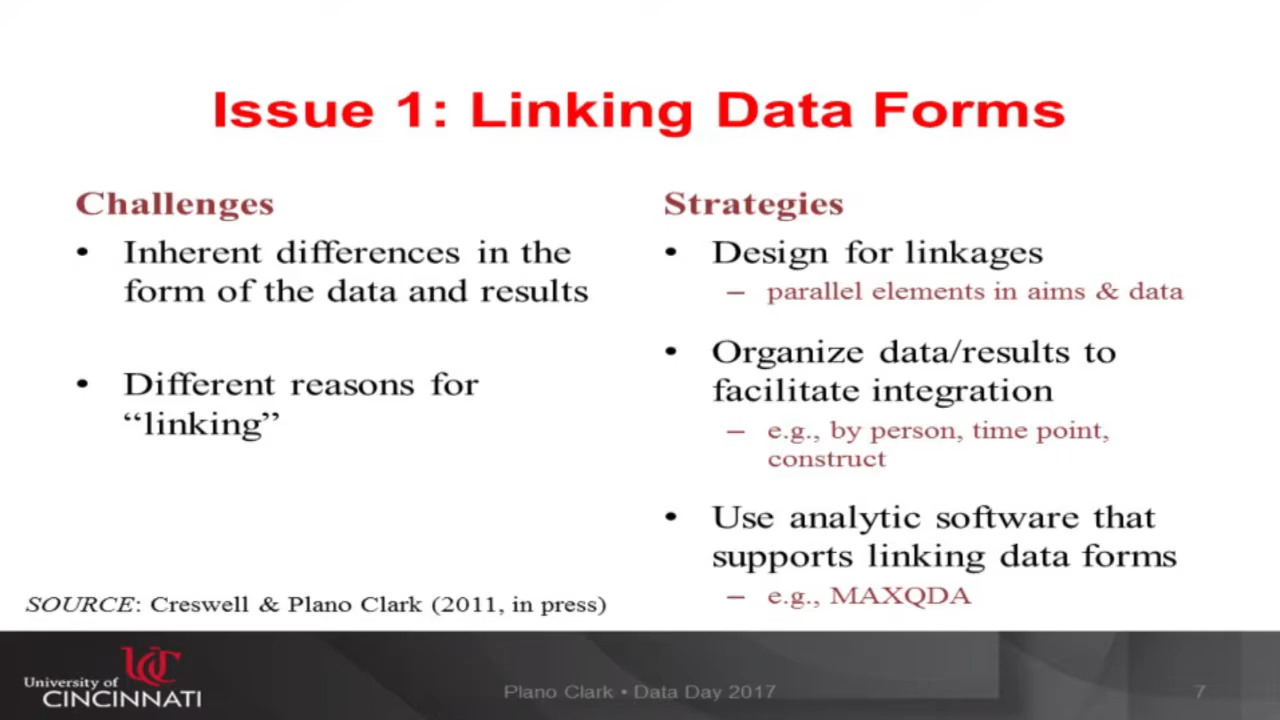 Issue 1: Linking Data Forms
Challenges
• Inherent differences in the
form of the data and results
• Different reasons for
“linking”
Strategies
• Design for linkages
– parallel elements in aims & data
• Organize data/results to
facilitate integration
– e.g., by person, time point,
construct
• Use analytic software that
supports linking data forms
– e.g., MAXQDA
SOURCE: Creswell & Plano Clark (2011, in press)
UC
University of
CINCINNATI
Plano Clark • Data Day 2017
7